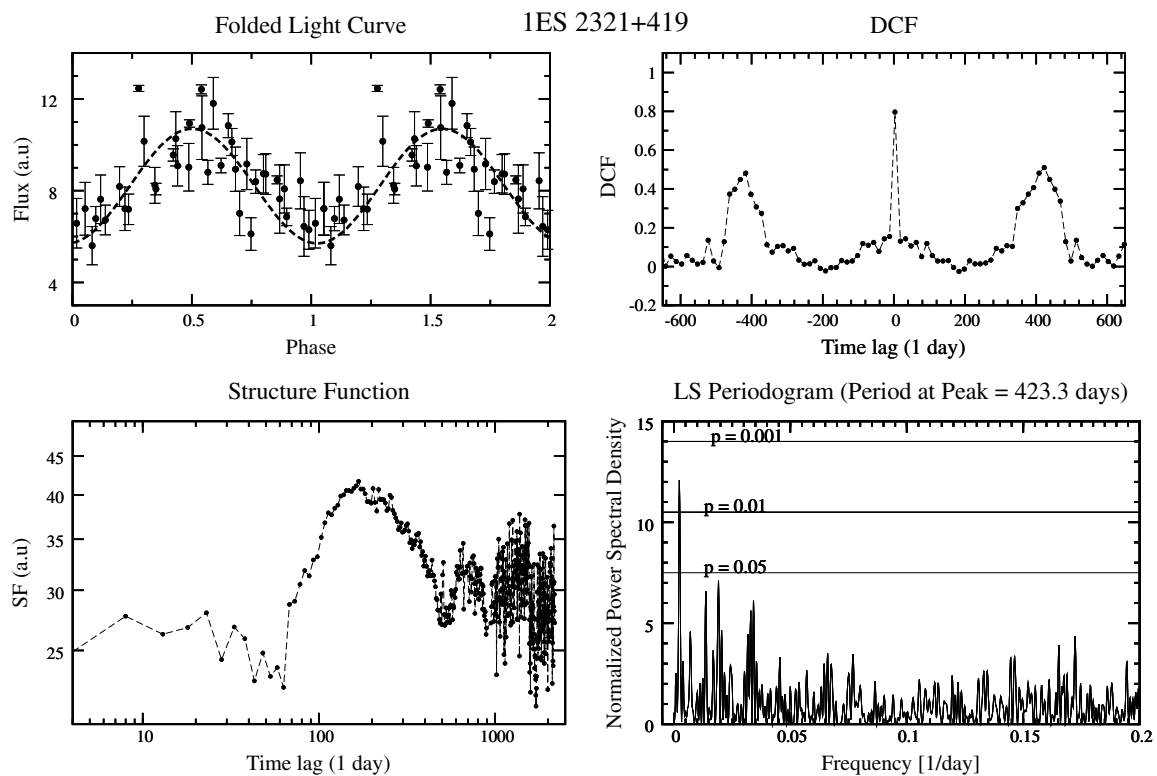 1ES 2321+419
Folded Light Curve
Flux (a.u)
12
8
4
0
0.5
1
1.5
2
Phase
DCF
DCF
1
0.8
0.6
0.4
0.2
0
-0.2
-600
-400
-200
0
200
400
600
Time lag (1 day)
Structure Function
SF (a.u)
45
40
35
30
25
10
100
1000
Time lag (1 day)
LS Periodogram (Period at Peak = 423.3 days)
Normalized Power Spectral Density
15
10
5
0
p = 0.001
p = 0.01
p = 0.05
0
0.05
0.1
0.15
0.2
Frequency [1/day]